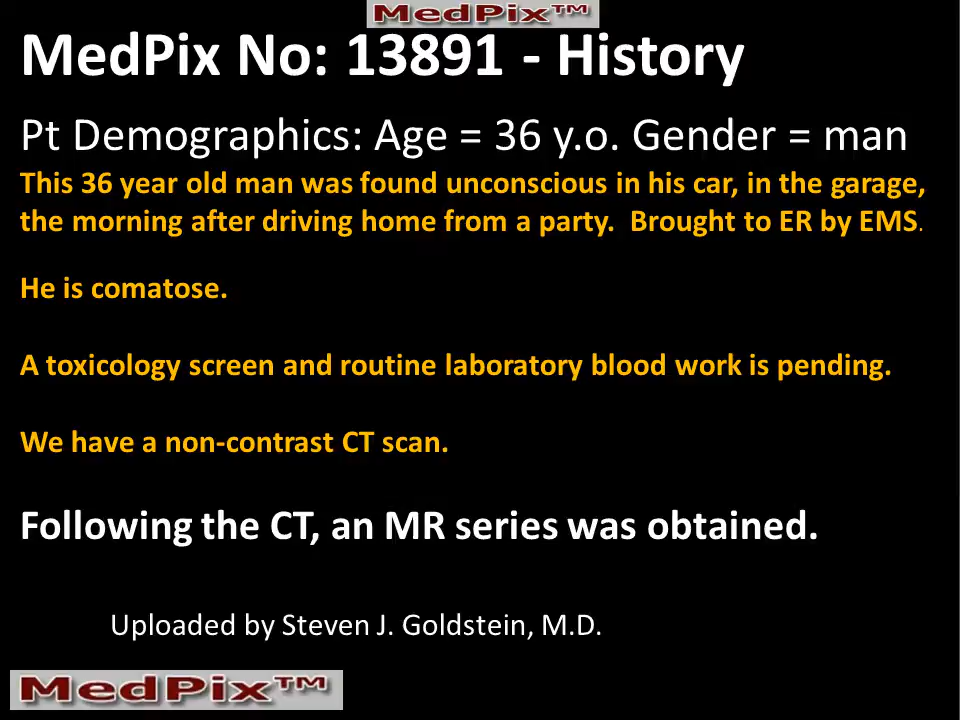 MedPix™
MedPix No: 13891 - History
Pt Demographics: Age = 36 y.o. Gender = man
This 36 year old man was found unconscious in his car, in the garage,
the morning after driving home from a party.  Brought to ER by EMS.
He is comatose.
A toxicology screen and routine laboratory blood work is pending.
We have a non-contrast CT scan.
Following the CT, an MR series was obtained.
Uploaded by Steven J. Goldstein, M.D.
MedPix™